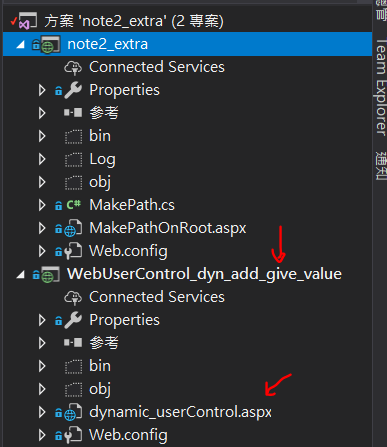 方案 'note2_extra' (2 專案)
note2_extra
Connected Services
Properties
參考
bin
Log
obj
C# MakePath.cs
MakePathOnRoot.aspx
Web.config
WebUserControl_dyn_add_give_value
Connected Services
Properties
參考
bin
obj
dynamic_userControl.aspx
Web.config
Team Explorer
通知